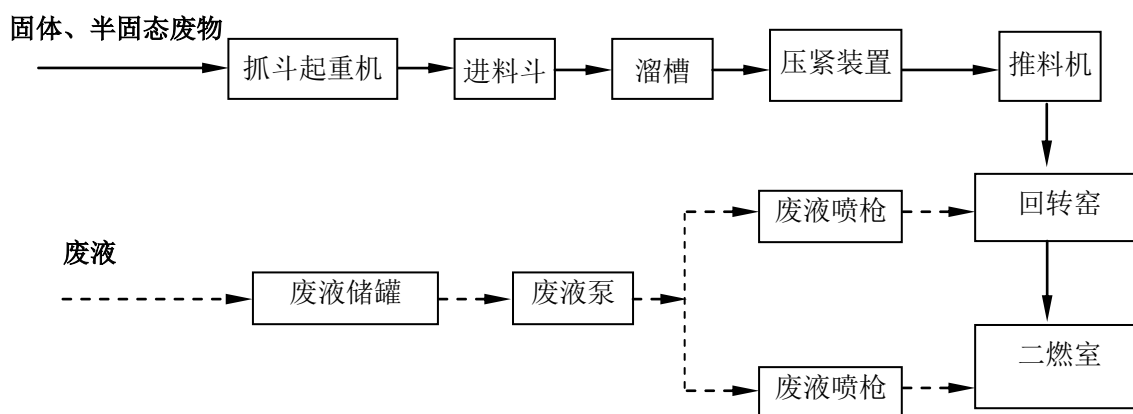 固体、半固态废物
抓斗起重机
进料斗
溜槽
压紧装置
推料机
废液喷枪
回转窑
废液
废液储罐
废液泵
二燃室
废液喷枪